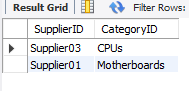 Result Grid Filter Rows:
SupplierID CategoryID
Supplier03 CPUs
Supplier01 Motherboards